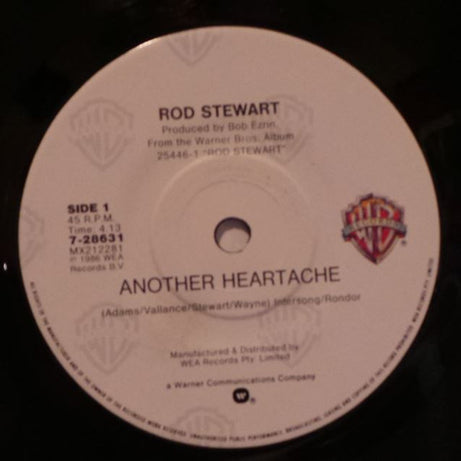 ROD STEWART
Produced by Bob Ezrin.
From the Warner Bros. Album
25446-1 "ROD STEWART"
SIDE 1
45 R.P.M.
Time: 4.13
7-28631
MX212281
℗ 1986 WEA
Records B.V.
ANOTHER HEARTACHE
(Adams/Vallance/Stewart/Wayne) Intersong/Rondor
Manufactured & Distributed by
WEA Records Pty. Limited
a Warner Communications Company